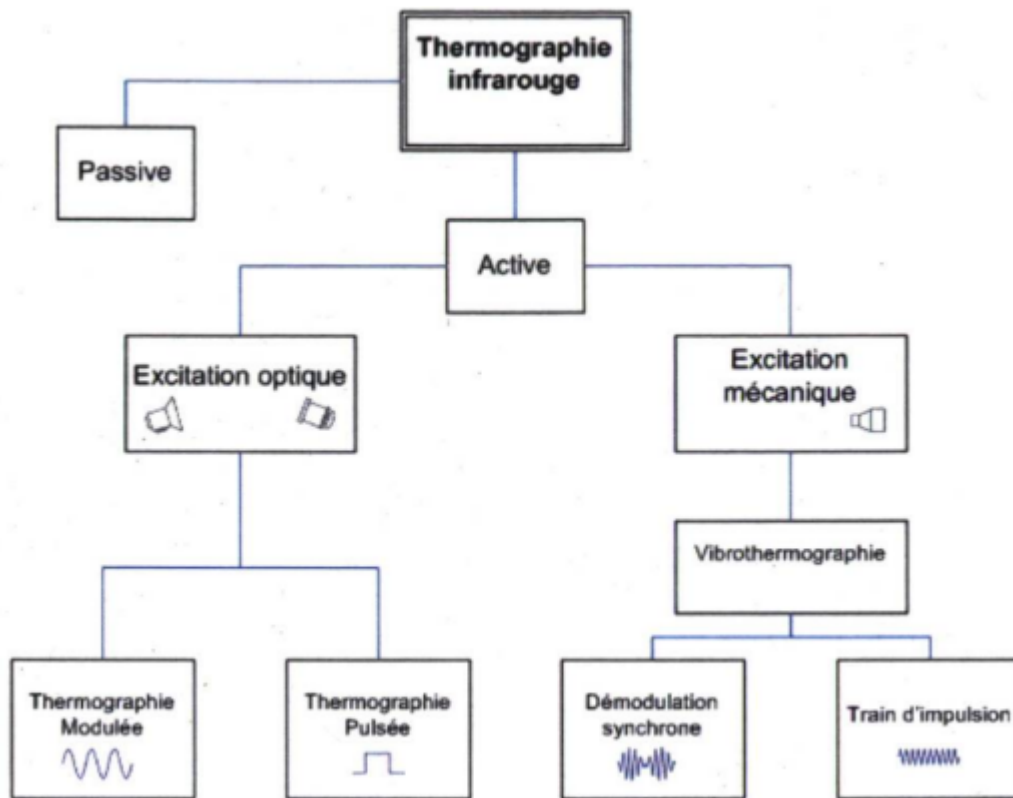 Thermographie
infrarouge
Passive
Active
Excitation optique
Excitation
mécanique
Vibrothermographie
Thermographie
Modulée
Thermographie
Pulsée
Démodulation
synchrone
Train d'impulsion